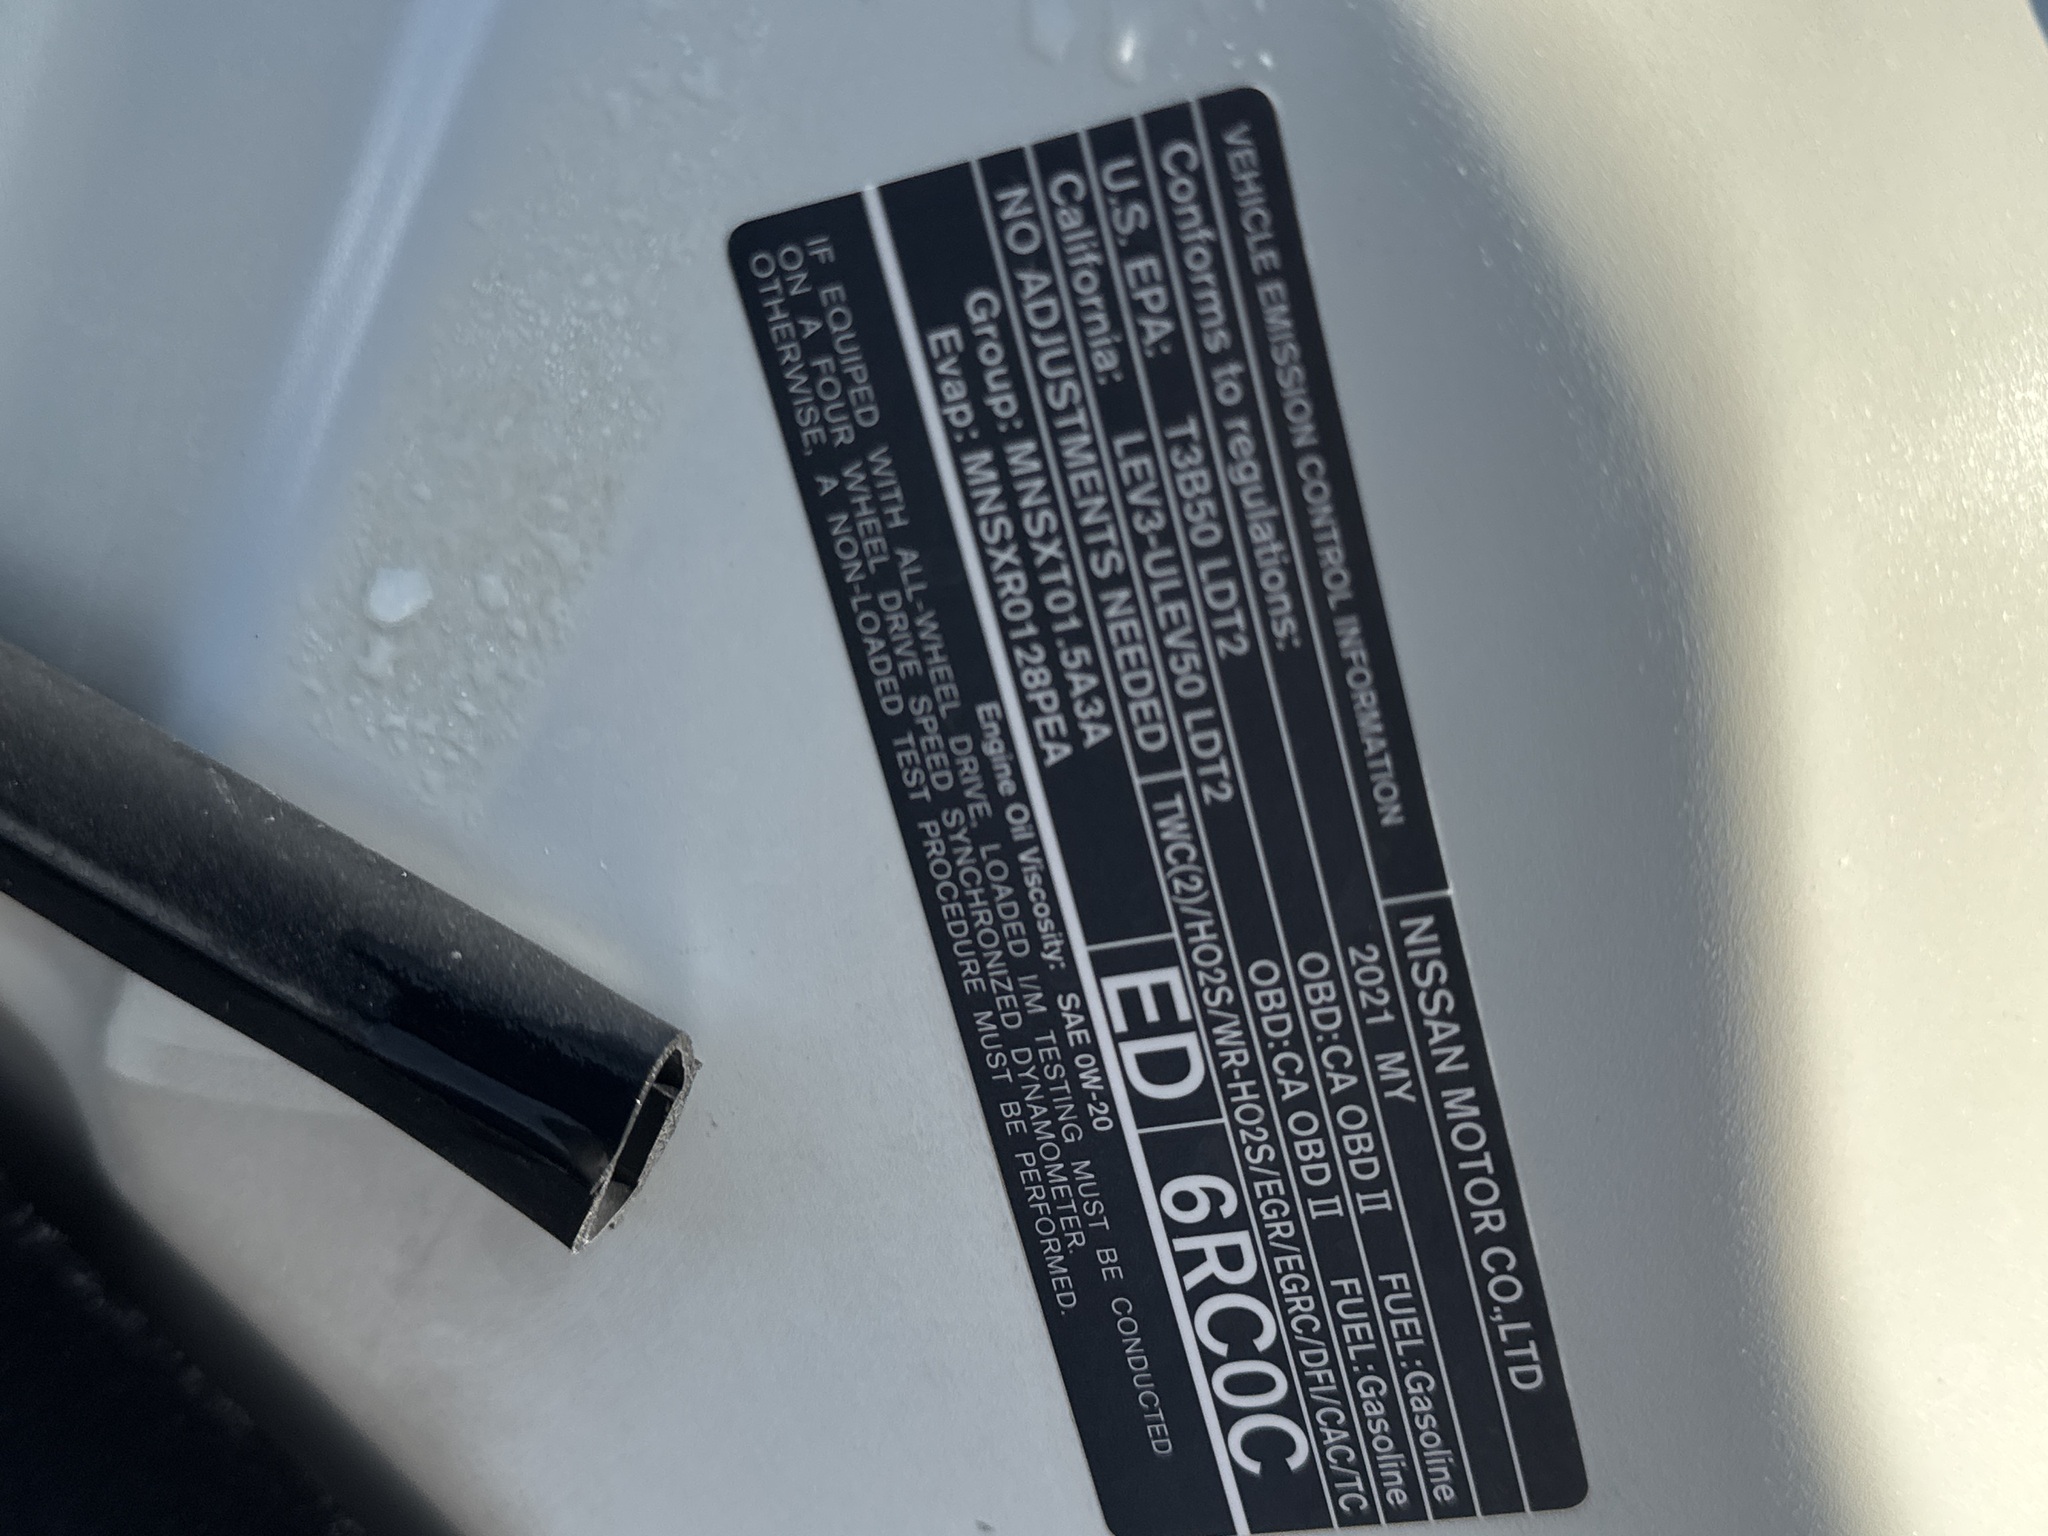 VEHICLE EMISSION CONTROL INFORMATION NISSAN MOTOR CO.,LTD
Conforms to regulations: 2021 MY
U.S. EPA: T3B50 LDT2 OBD:CA OBD II FUEL:Gasoline
California: LEV3-ULEV50 LDT2 OBD:CA OBD II FUEL:Gasoline
NO ADJUSTMENTS NEEDED TWC(2)/HO2S/WR-HO2S/EGR/EGRC/DFI/CAC/TC
Group: MNSXT01.5A3A
Evap: MNSXR0128PEA
ED 6RC0C
Engine Oil Viscosity: SAE 0W-20
IF EQUIPED WITH ALL-WHEEL DRIVE, LOADED I/M TESTING MUST BE CONDUCTED
ON A FOUR WHEEL DRIVE SPEED SYNCHRONIZED DYNAMOMETER.
OTHERWISE, A NON-LOADED TEST PROCEDURE MUST BE PERFORMED.